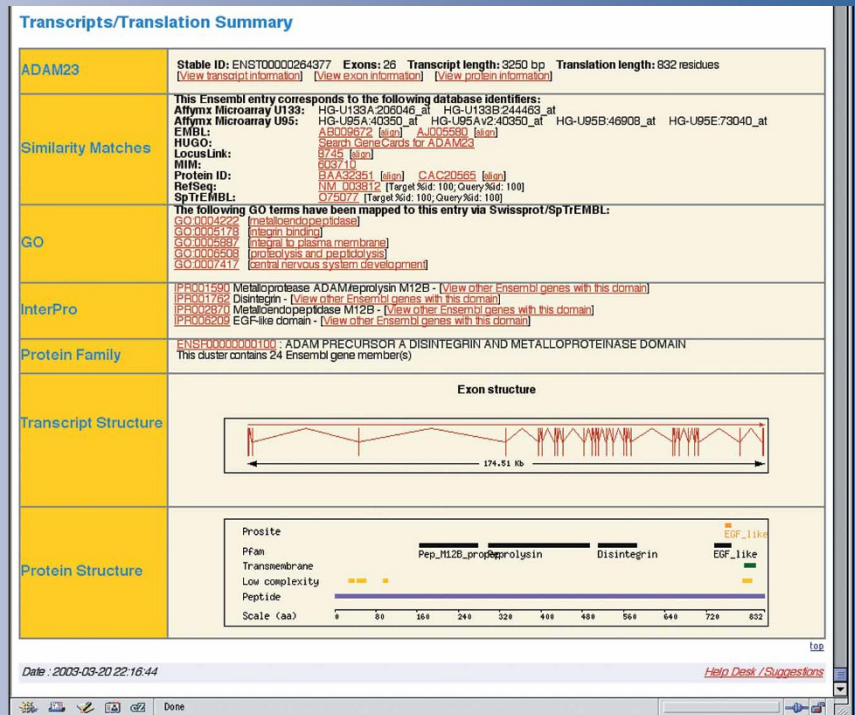 Transcripts/Translation Summary
ADAM23
Stable ID: ENST00000264377 Exons: 26 Transcript length: 3250 bp Translation length: 832 residues
[View transcript information] [View exon information] [View protein information]
Similarity Matches
This Ensembl entry corresponds to the following database identifiers:
Affymx Microarray U133: HG-U133A:206046_at HG-U133B:244463_at
Affymx Microarray U95: HG-U95A:40350_at HG-U95Av2:40350_at HG-U95B:46908_at HG-U95E:73040_at
EMBL: AB009672 [align] AJ005580 [align]
HUGO: Search GeneCards for ADAM23
LocusLink: 8745 [align]
MIM: 603710
Protein ID: BAA32351 [align] CAC20565 [align]
RefSeq: NM_003812 [Target %id: 100; Query %id: 100]
SpTrEMBL: O75077 [Target %id: 100; Query %id: 100]
GO
The following GO terms have been mapped to this entry via Swissprot/SpTrEMBL:
GO:0004222 [metalloendopeptidase]
GO:0005178 [integrin binding]
GO:0005887 [integral to plasma membrane]
GO:0006508 [proteolysis and peptidolysis]
GO:0007417 [central nervous system development]
InterPro
IPR001590 Metalloprotease ADAM/reprolysin M12B - [View other Ensembl genes with this domain]
IPR001762 Disintegrin - [View other Ensembl genes with this domain]
IPR002870 Metalloendopeptidase M12B - [View other Ensembl genes with this domain]
IPR006209 EGF-like domain - [View other Ensembl genes with this domain]
Protein Family
ENSF00000000100 : ADAM PRECURSOR A DISINTEGRIN AND METALLOPROTEINASE DOMAIN
This cluster contains 24 Ensembl gene member(s)
Transcript Structure
Exon structure
174.51 Kb
Protein Structure
Prosite
EGF_like
Pfam
Pep_M12B_propep Reprolysin Disintegrin EGF_like
Transmembrane
Low complexity
Peptide
Scale (aa) 0 80 160 240 320 400 480 560 640 720 832
top
Date : 2003-03-20 22:16:44
Help Desk / Suggestions
Done